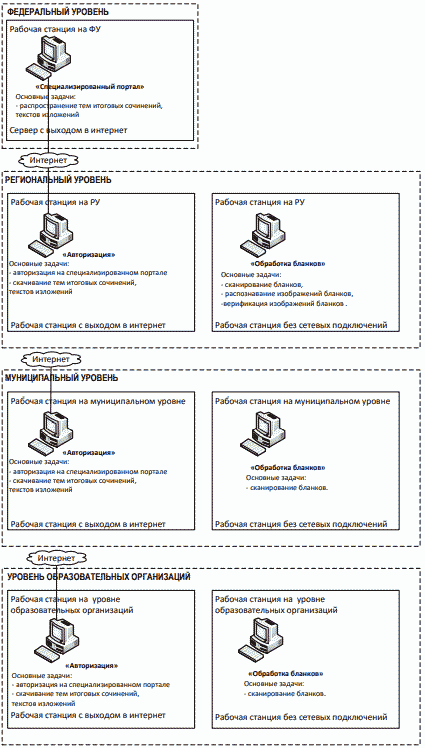 ФЕДЕРАЛЬНЫЙ УРОВЕНЬ
Рабочая станция на ФУ
«Специализированный портал»
Основные задачи:
- распространение тем итоговых сочинений,
текстов изложений
Сервер с выходом в интернет
Интернет
РЕГИОНАЛЬНЫЙ УРОВЕНЬ
Рабочая станция на РУ
«Авторизация»
Основные задачи:
- авторизация на специализированном портале
- скачивание тем итоговых сочинений,
текстов изложений
Рабочая станция с выходом в интернет
Рабочая станция на РУ
«Обработка бланков»
Основные задачи:
- сканирование бланков,
- распознавание изображений бланков,
-верификация изображений бланков .
Рабочая станция без сетевых подключений
Интернет
МУНИЦИПАЛЬНЫЙ УРОВЕНЬ
Рабочая станция на муниципальном уровне
«Авторизация»
Основные задачи:
- авторизация на специализированном портале
- скачивание тем итоговых сочинений,
текстов изложений
Рабочая станция с выходом в интернет
Рабочая станция на муниципальном уровне
«Обработка бланков»
Основные задачи:
- сканирование бланков.
Рабочая станция без сетевых подключений
Интернет
УРОВЕНЬ ОБРАЗОВАТЕЛЬНЫХ ОРГАНИЗАЦИЙ
Рабочая станция на уровне
образовательных организаций
«Авторизация»
Основные задачи:
- авторизация на специализированном портале
- скачивание тем итоговых сочинений,
текстов изложений
Рабочая станция с выходом в интернет
Рабочая станция на уровне
образовательных организаций
«Обработка бланков»
Основные задачи:
- сканирование бланков.
Рабочая станция без сетевых подключений